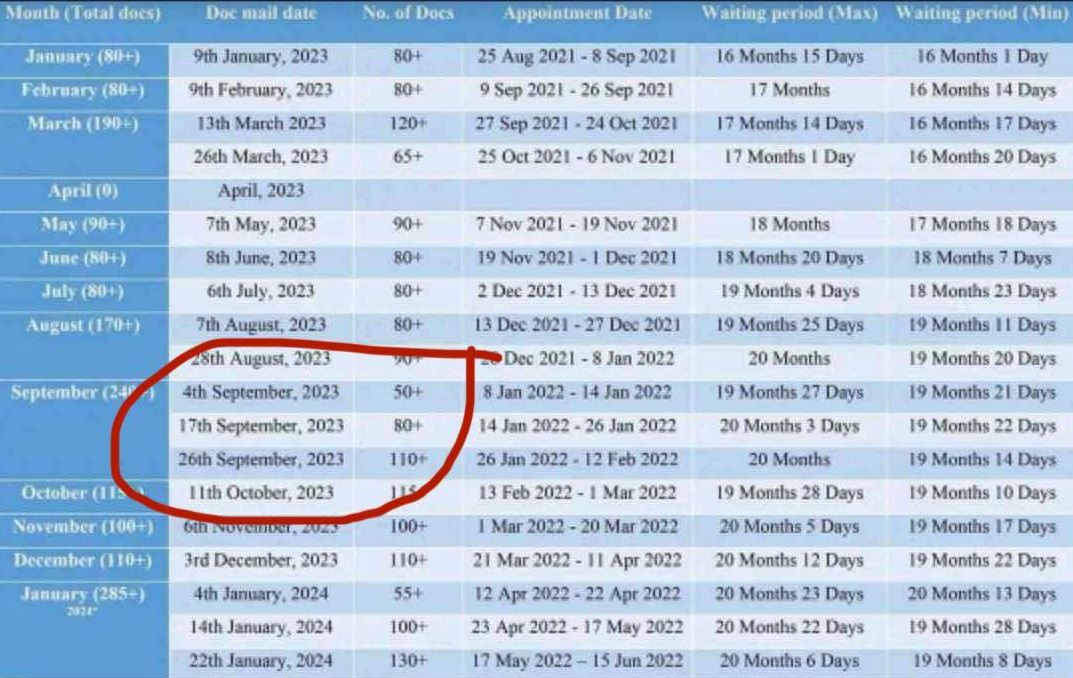 Month (Total docs) Doc mail date No. of Docs Appointment Date Waiting period (Max) Waiting period (Min)
January (80+) 9th January, 2023 80+ 25 Aug 2021 - 8 Sep 2021 16 Months 15 Days 16 Months 1 Day
February (80+) 9th February, 2023 80+ 9 Sep 2021 - 26 Sep 2021 17 Months 16 Months 14 Days
March (190+) 13th March 2023 120+ 27 Sep 2021 - 24 Oct 2021 17 Months 14 Days 16 Months 17 Days
26th March, 2023 65+ 25 Oct 2021 - 6 Nov 2021 17 Months 1 Day 16 Months 20 Days
April (0) April, 2023
May (90+) 7th May, 2023 90+ 7 Nov 2021 - 19 Nov 2021 18 Months 17 Months 18 Days
June (80+) 8th June, 2023 80+ 19 Nov 2021 - 1 Dec 2021 18 Months 20 Days 18 Months 7 Days
July (80+) 6th July, 2023 80+ 2 Dec 2021 - 13 Dec 2021 19 Months 4 Days 18 Months 23 Days
August (170+) 7th August, 2023 80+ 13 Dec 2021 - 27 Dec 2021 19 Months 25 Days 19 Months 11 Days
28th August, 2023 90+ Dec 2021 - 8 Jan 2022 20 Months 19 Months 20 Days
September 4th September, 2023 50+ 8 Jan 2022 - 14 Jan 2022 19 Months 27 Days 19 Months 21 Days
17th September, 2023 80+ 14 Jan 2022 - 26 Jan 2022 20 Months 3 Days 19 Months 22 Days
26th September, 2023 110+ 26 Jan 2022 - 12 Feb 2022 20 Months 19 Months 14 Days
October 11th October, 2023 13 Feb 2022 - 1 Mar 2022 19 Months 28 Days 19 Months 10 Days
November (100+) 6th November, 2023 100+ 1 Mar 2022 - 20 Mar 2022 20 Months 5 Days 19 Months 17 Days
December (110+) 3rd December, 2023 110+ 21 Mar 2022 - 11 Apr 2022 20 Months 12 Days 19 Months 22 Days
January (285+) 4th January, 2024 55+ 12 Apr 2022 - 22 Apr 2022 20 Months 23 Days 20 Months 13 Days
2024*
14th January, 2024 100+ 23 Apr 2022 - 17 May 2022 20 Months 22 Days 19 Months 28 Days
22th January, 2024 130+ 17 May 2022 – 15 Jun 2022 20 Months 6 Days 19 Months 8 Days